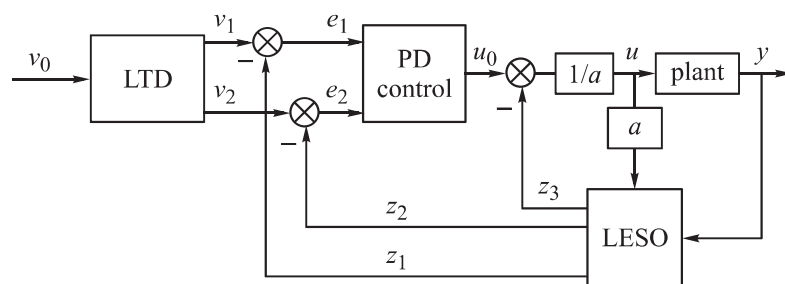 v₀
LTD
v₁
v₂
−
−
e₁
e₂
PD
control
u₀
−
1/a
u
plant
y
a
z₃
z₂
z₁
LESO